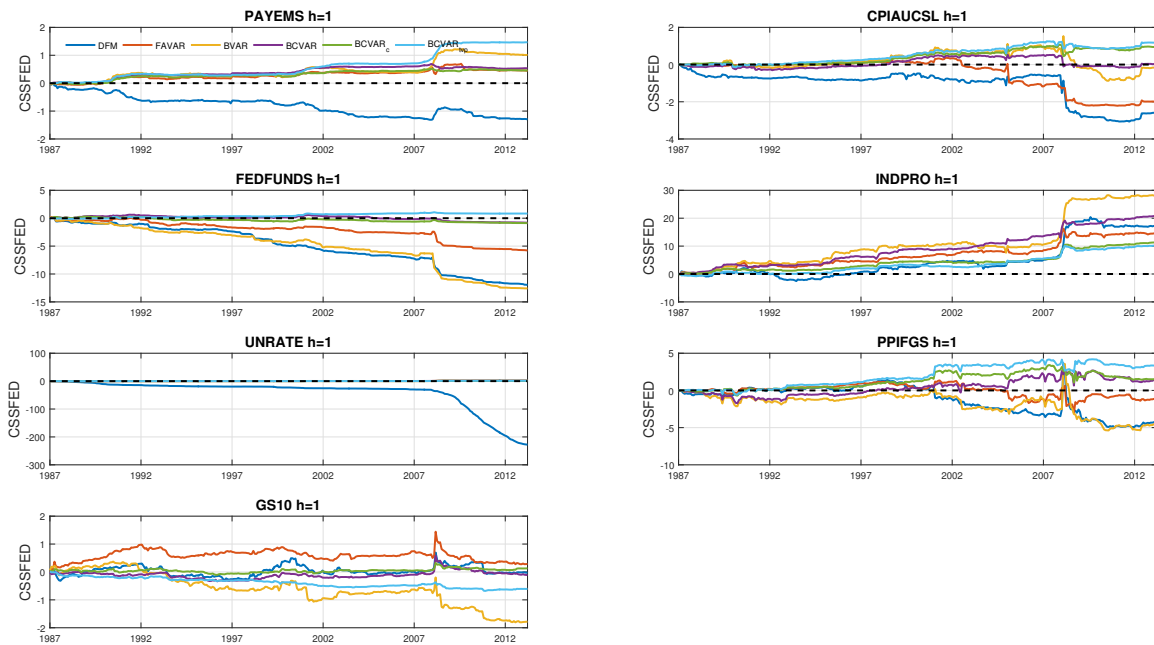 PAYEMS h=1
CSSFED
2
1
0
-1
-2
DFM FAVAR BVAR BCVAR BCVARc BCVARtvp
1987 1992 1997 2002 2007 2012
CPIAUCSL h=1
CSSFED
2
0
-2
-4
1987 1992 1997 2002 2007 2012
FEDFUNDS h=1
CSSFED
5
0
-5
-10
-15
1987 1992 1997 2002 2007 2012
INDPRO h=1
CSSFED
30
20
10
0
-10
1987 1992 1997 2002 2007 2012
UNRATE h=1
CSSFED
100
0
-100
-200
-300
1987 1992 1997 2002 2007 2012
PPIFGS h=1
CSSFED
5
0
-5
-10
1987 1992 1997 2002 2007 2012
GS10 h=1
CSSFED
2
1
0
-1
-2
1987 1992 1997 2002 2007 2012